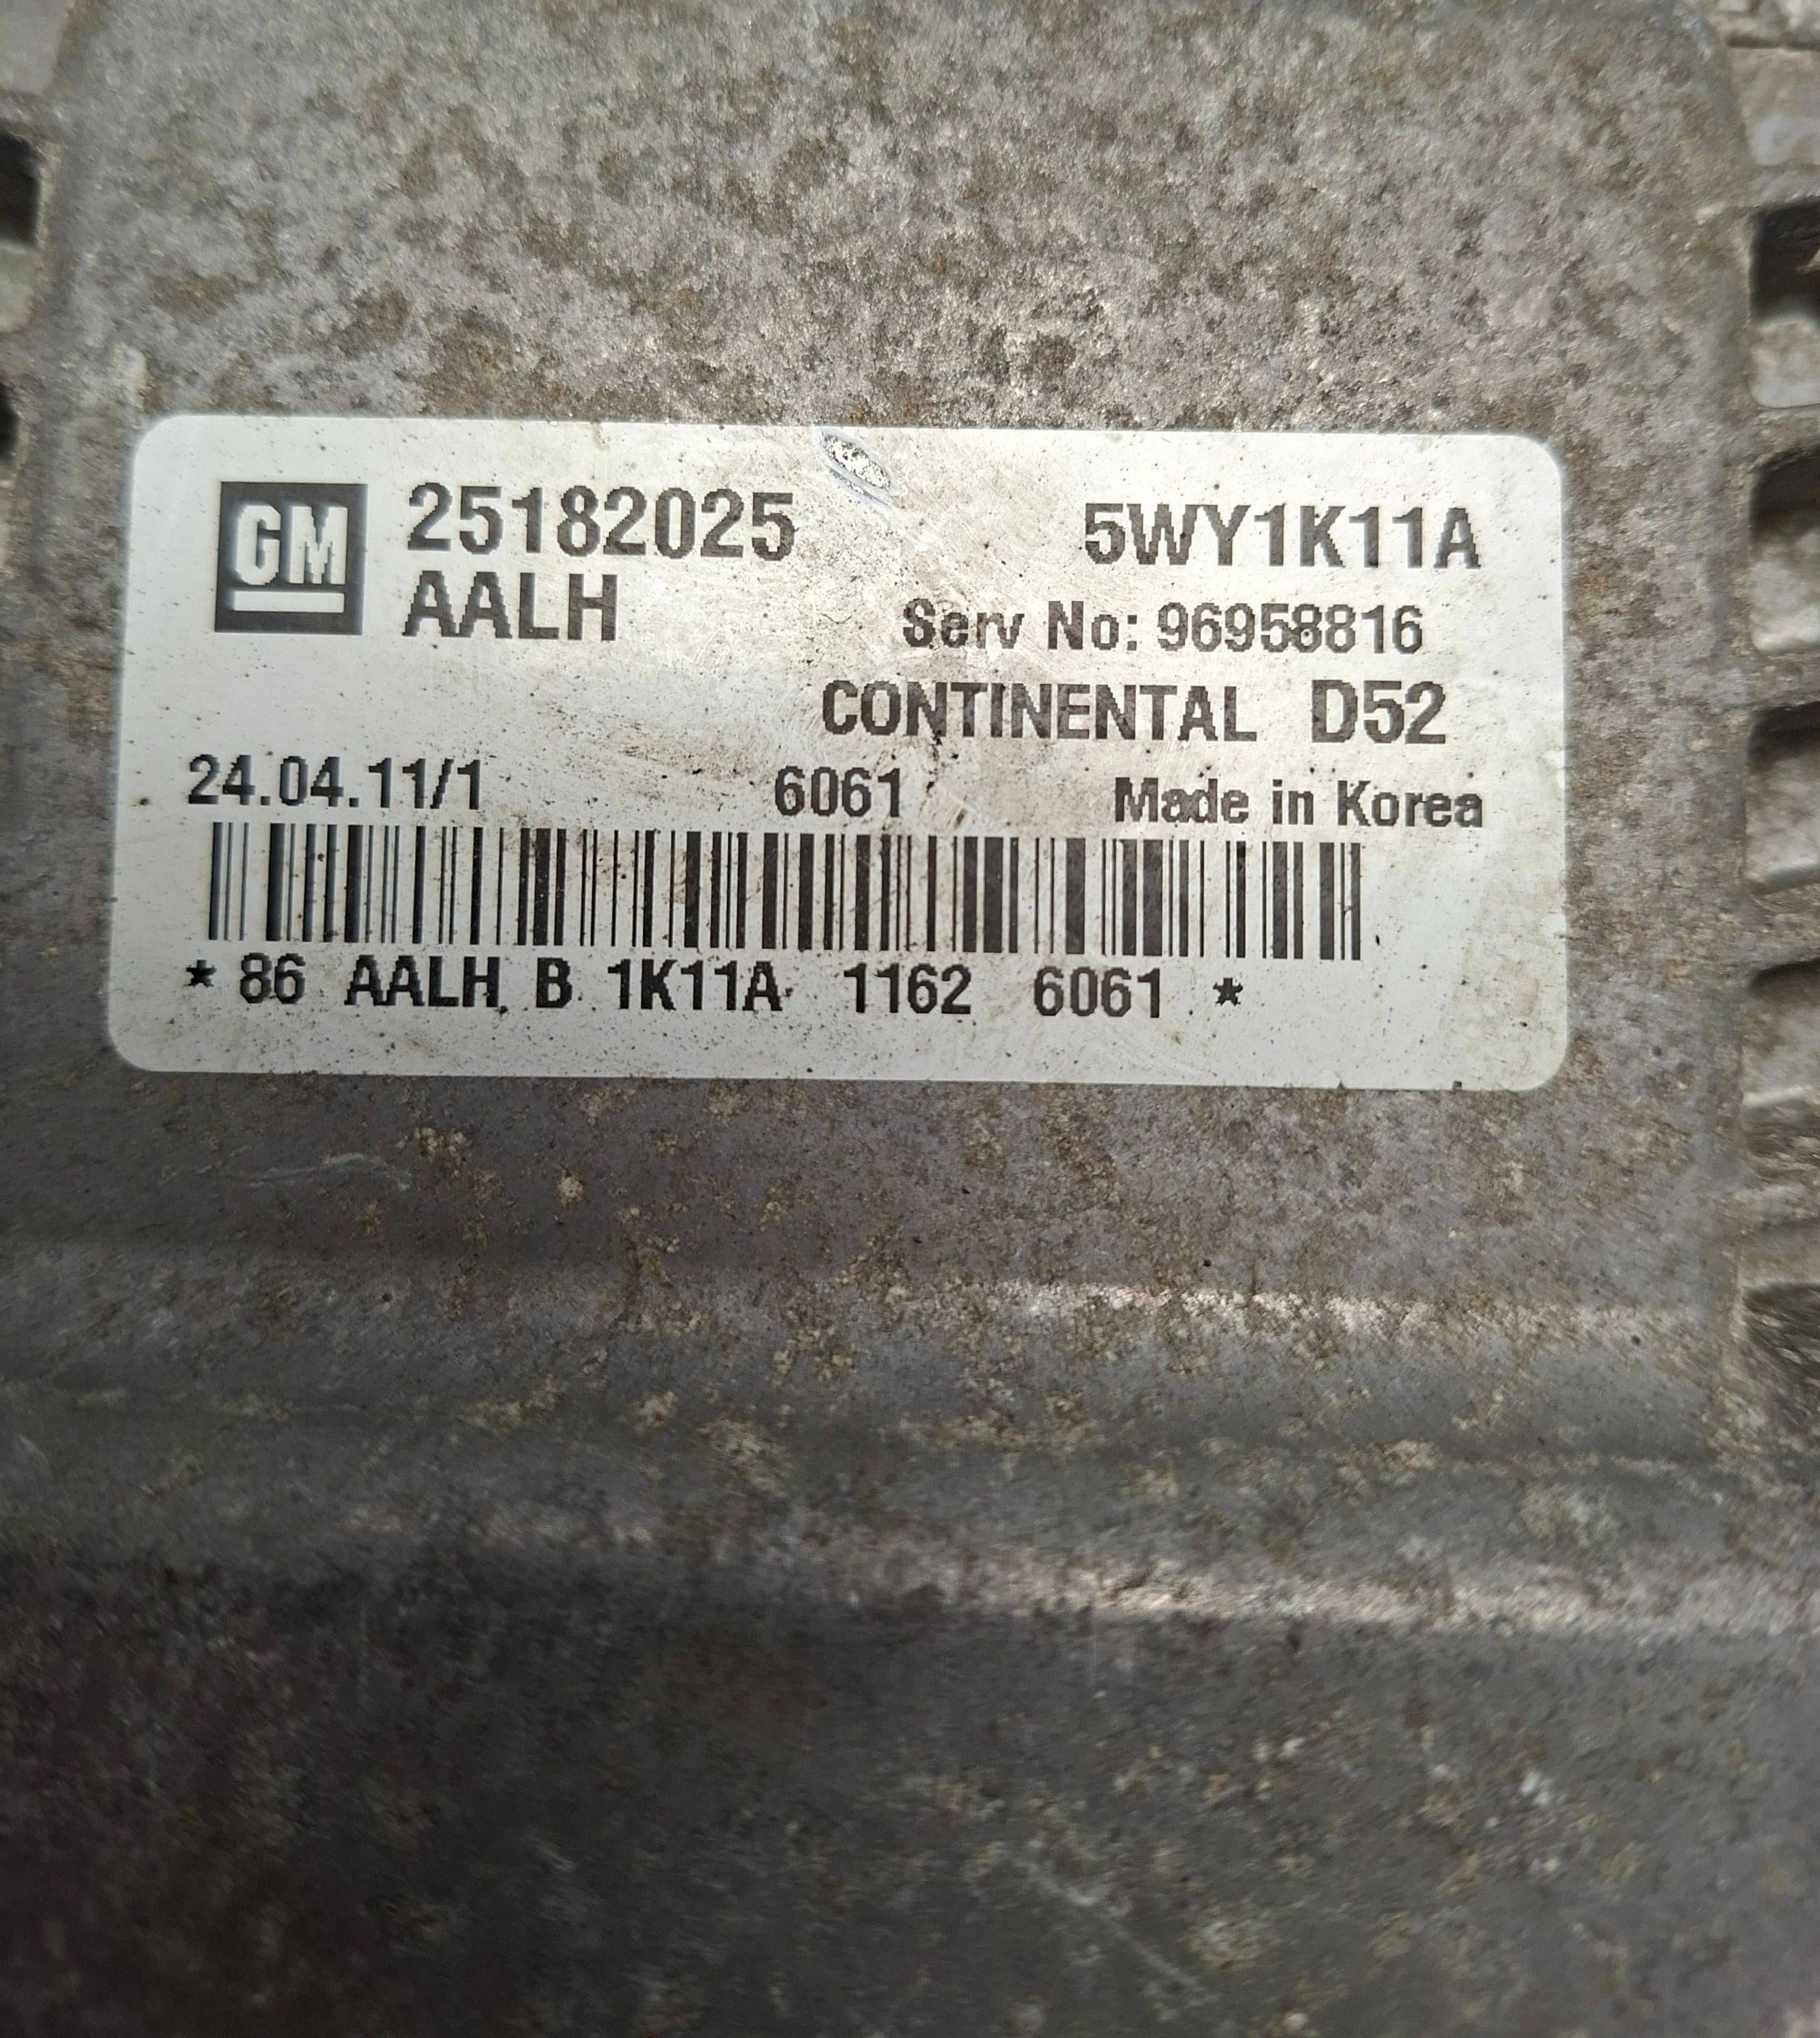 GM 25182025 5WY1K11A
AALH Serv No: 96958816
CONTINENTAL D52
24.04.11/1 6061 Made in Korea
* 86 AALH B 1K11A 1162 6061 *